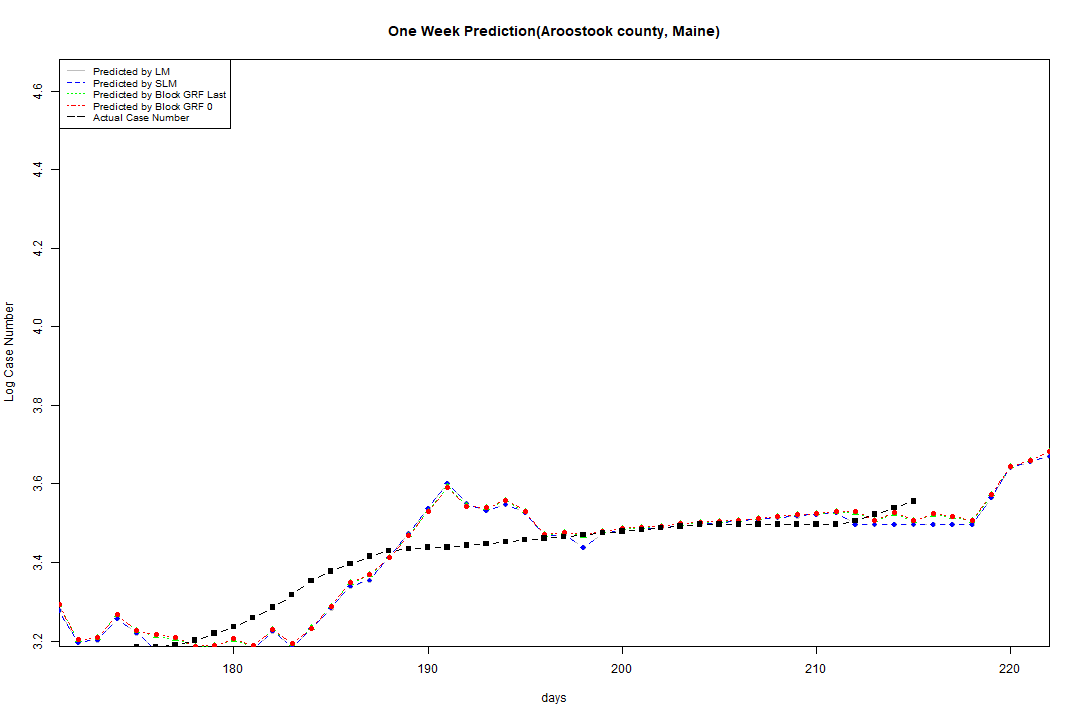 One Week Prediction(Aroostook county, Maine)
Predicted by LM
Predicted by SLM
Predicted by Block GRF Last
Predicted by Block GRF 0
Actual Case Number
4.6
4.4
4.2
4.0
3.8
3.6
3.4
3.2
Log Case Number
180 190 200 210 220
days